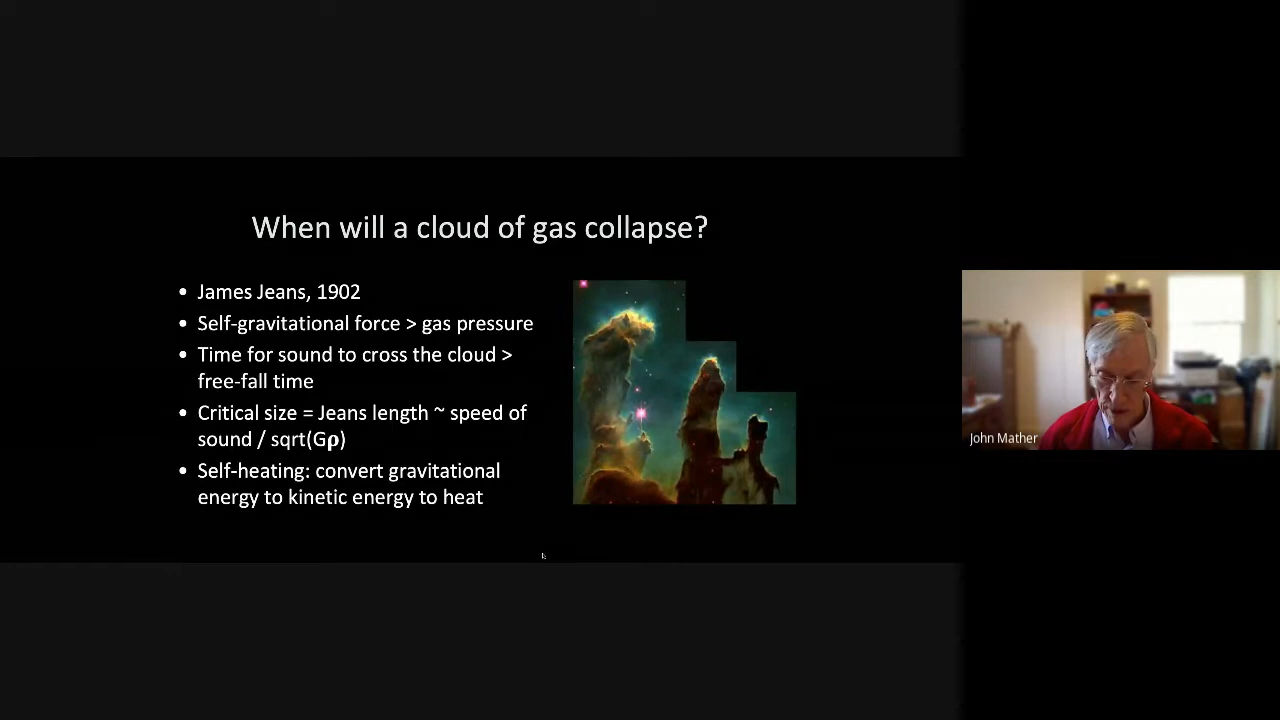 When will a cloud of gas collapse?
• James Jeans, 1902
• Self-gravitational force > gas pressure
• Time for sound to cross the cloud >
free-fall time
• Critical size = Jeans length ~ speed of
sound / sqrt(Gρ)
• Self-heating: convert gravitational
energy to kinetic energy to heat
John Mather